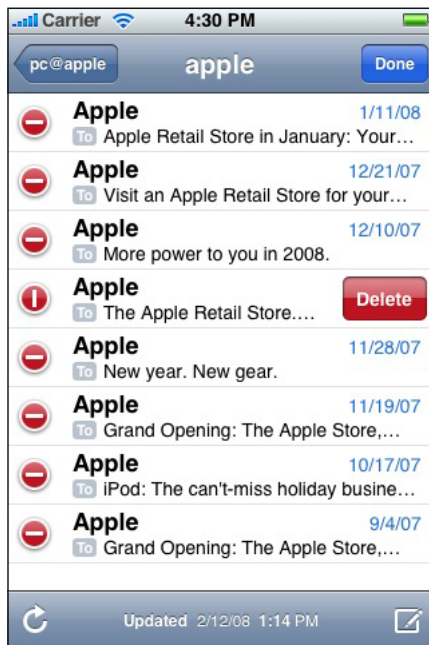 Carrier 4:30 PM
pc@apple apple Done
Apple 1/11/08
To Apple Retail Store in January: Your…
Apple 12/21/07
To Visit an Apple Retail Store for your…
Apple 12/10/07
To More power to you in 2008.
Apple
To The Apple Retail Store.… Delete
Apple 11/28/07
To New year. New gear.
Apple 11/19/07
To Grand Opening: The Apple Store,…
Apple 10/17/07
To iPod: The can't-miss holiday busine…
Apple 9/4/07
To Grand Opening: The Apple Store,…
Updated 2/12/08 1:14 PM